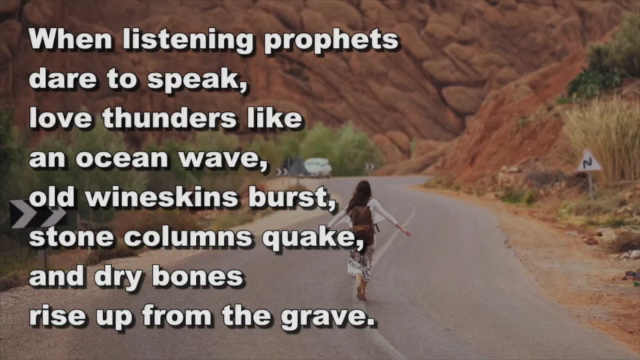 When listening prophets
dare to speak,
love thunders like
an ocean wave,
old wineskins burst,
stone columns quake,
and dry bones
rise up from the grave.